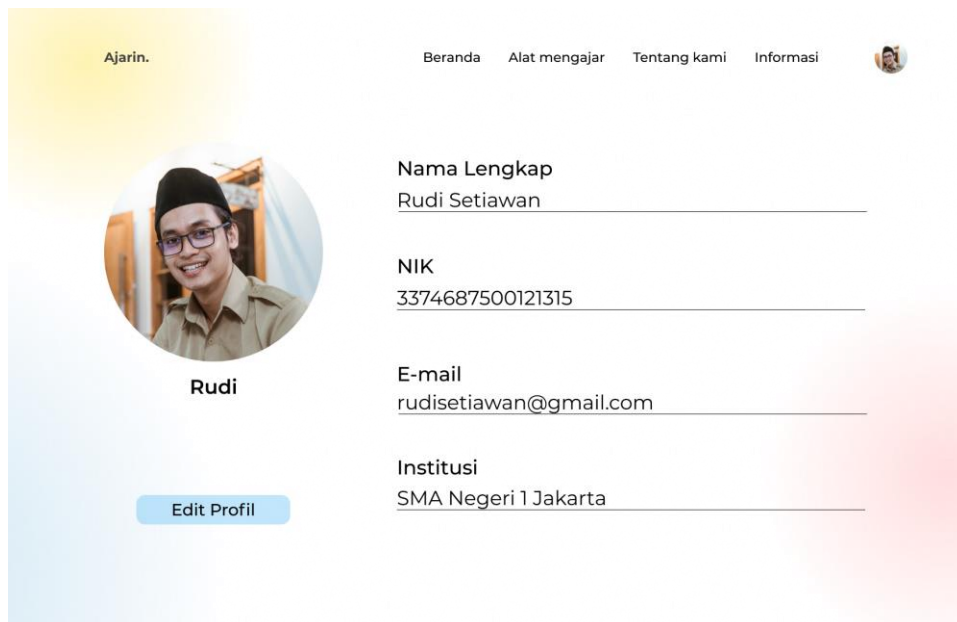 Ajarin.
Beranda Alat mengajar Tentang kami Informasi
Rudi
Edit Profil
Nama Lengkap
Rudi Setiawan
NIK
3374687500121315
E-mail
rudisetiawan@gmail.com
Institusi
SMA Negeri 1 Jakarta